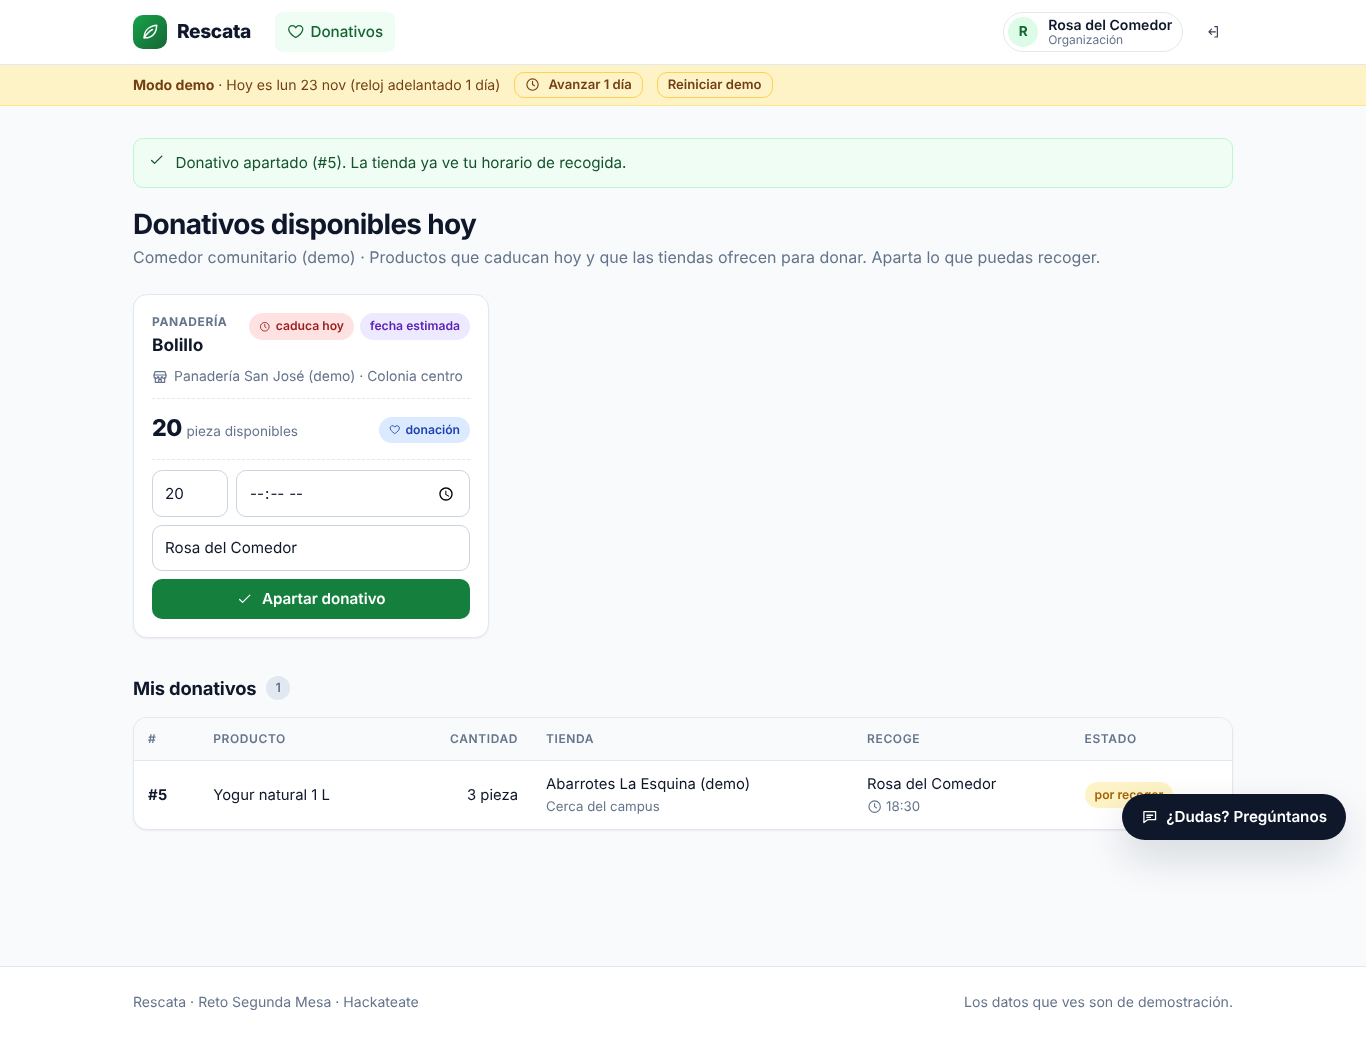 Rescata
Donativos
R
Rosa del Comedor
Organización
Modo demo · Hoy es lun 23 nov (reloj adelantado 1 día)
Avanzar 1 día
Reiniciar demo
Donativo apartado (#5). La tienda ya ve tu horario de recogida.
Donativos disponibles hoy
Comedor comunitario (demo) · Productos que caducan hoy y que las tiendas ofrecen para donar. Aparta lo que puedas recoger.
PANADERÍA
caduca hoy
fecha estimada
Bolillo
Panadería San José (demo) · Colonia centro
20 pieza disponibles
donación
20
--:-- --
Rosa del Comedor
Apartar donativo
Mis donativos 1
# PRODUCTO CANTIDAD TIENDA RECOGE ESTADO
#5 Yogur natural 1 L 3 pieza Abarrotes La Esquina (demo) Rosa del Comedor por recoger
Cerca del campus 18:30
¿Dudas? Pregúntanos
Rescata · Reto Segunda Mesa · Hackateate
Los datos que ves son de demostración.